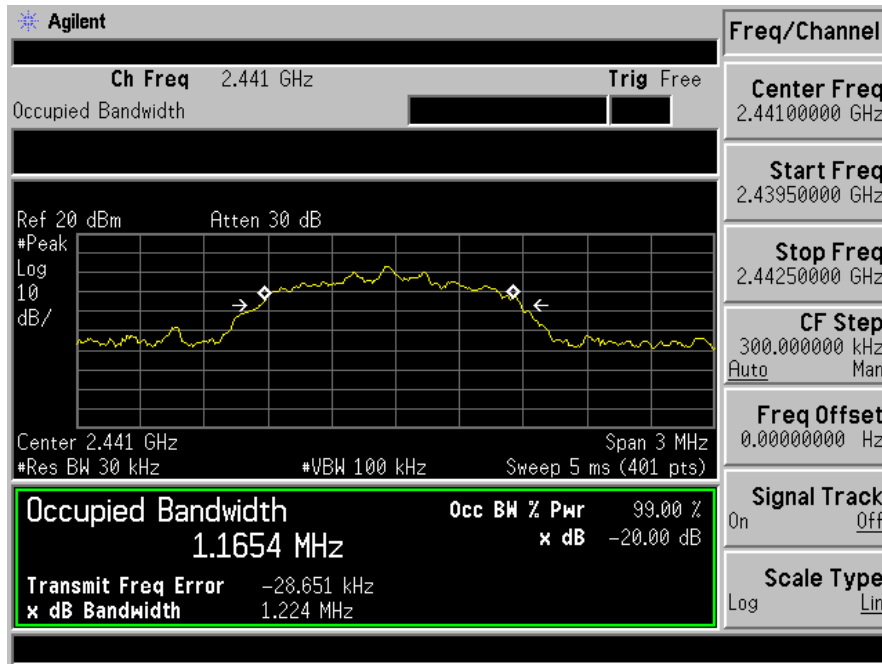 Agilent
Ch Freq 2.441 GHz Trig Free
Occupied Bandwidth
Ref 20 dBm Atten 30 dB
#Peak
Log
10
dB/
Center 2.441 GHz Span 3 MHz
#Res BW 30 kHz #VBW 100 kHz Sweep 5 ms (401 pts)
Occupied Bandwidth Occ BW % Pwr 99.00 %
1.1654 MHz x dB -20.00 dB
Transmit Freq Error -28.651 kHz
x dB Bandwidth 1.224 MHz
Freq/Channel
Center Freq
2.44100000 GHz
Start Freq
2.43950000 GHz
Stop Freq
2.44250000 GHz
CF Step
300.000000 kHz
Auto Man
Freq Offset
0.00000000 Hz
Signal Track
On Off
Scale Type
Log Lin